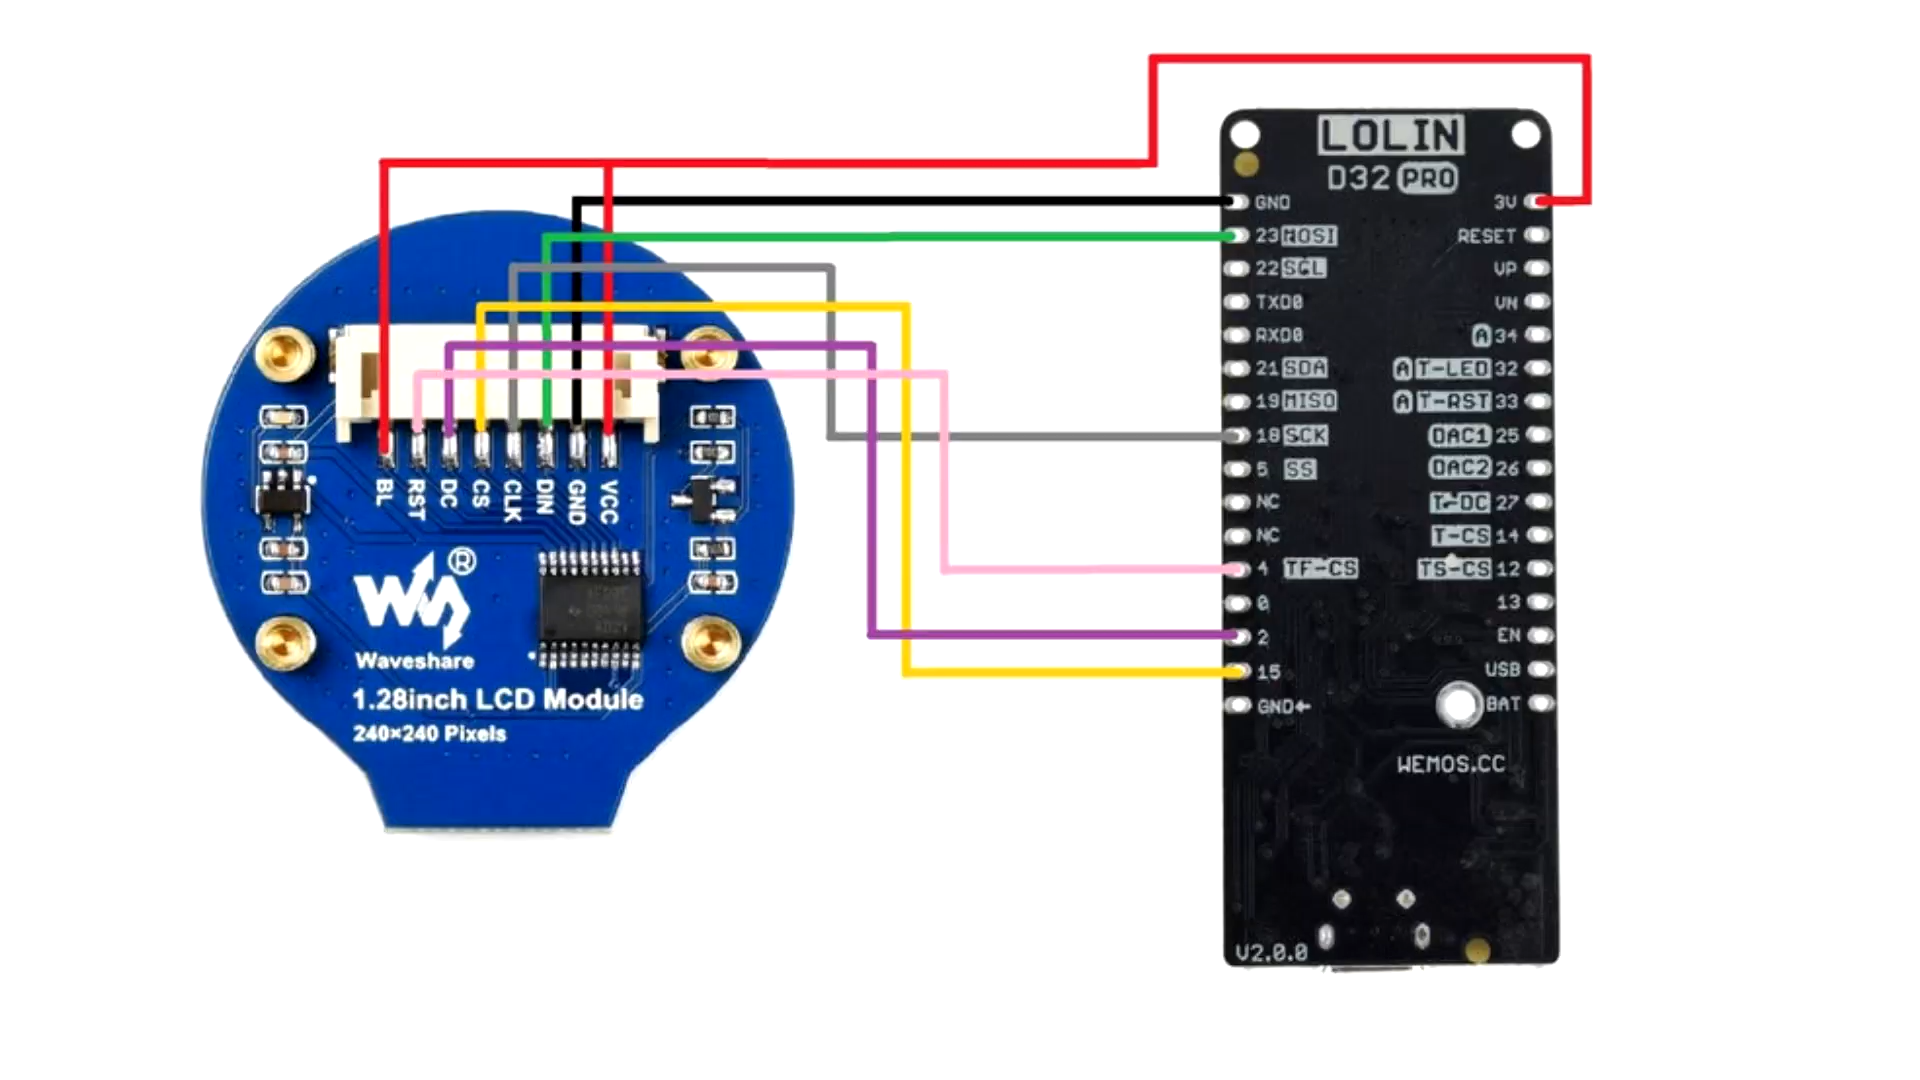 BL
RST
DC
CS
CLK
DIN
GND
VCC
®
Waveshare
1.28inch LCD Module
240×240 Pixels
LOLIN
D32 PRO
GND
23 MOSI
22 SCL
TXD0
RXD0
21 SDA
19 MISO
18 SCK
5 SS
NC
NC
4 TF-CS
0
2
15
GND←
3V
RESET
VP
VN
A 34
A T-LED 32
A T-RST 33
DAC1 25
DAC2 26
T-DC 27
T-CS 14
TS-CS 12
13
EN
USB
BAT
WEMOS.CC
V2.0.0